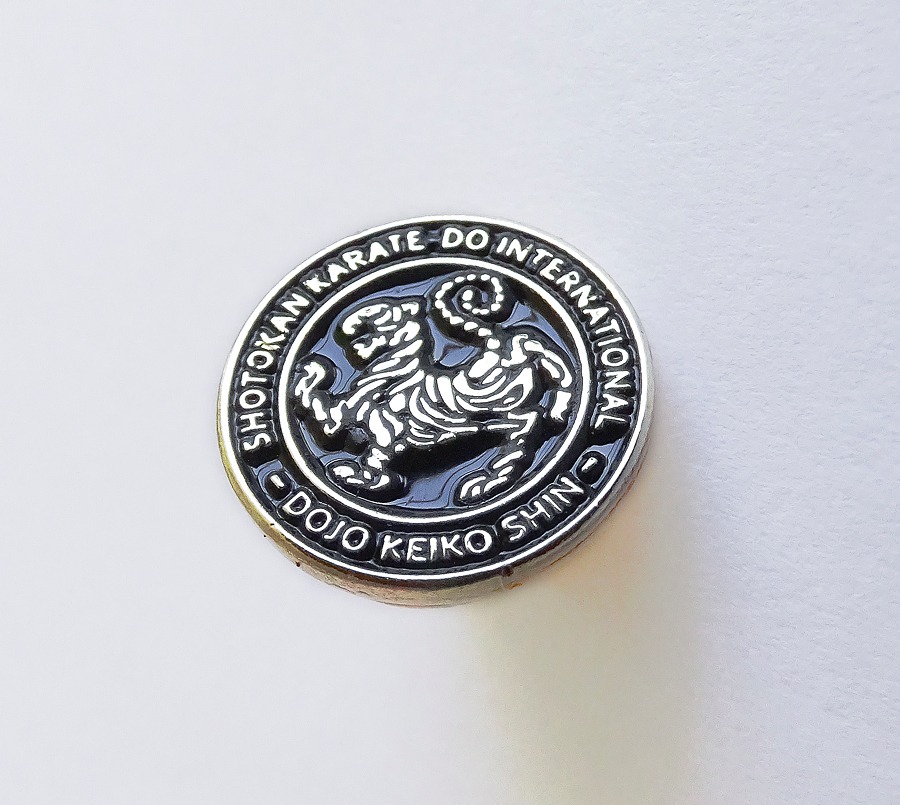 SHOTOKAN KARATE-DO INTERNATIONAL
- DOJO KEIKO SHIN -